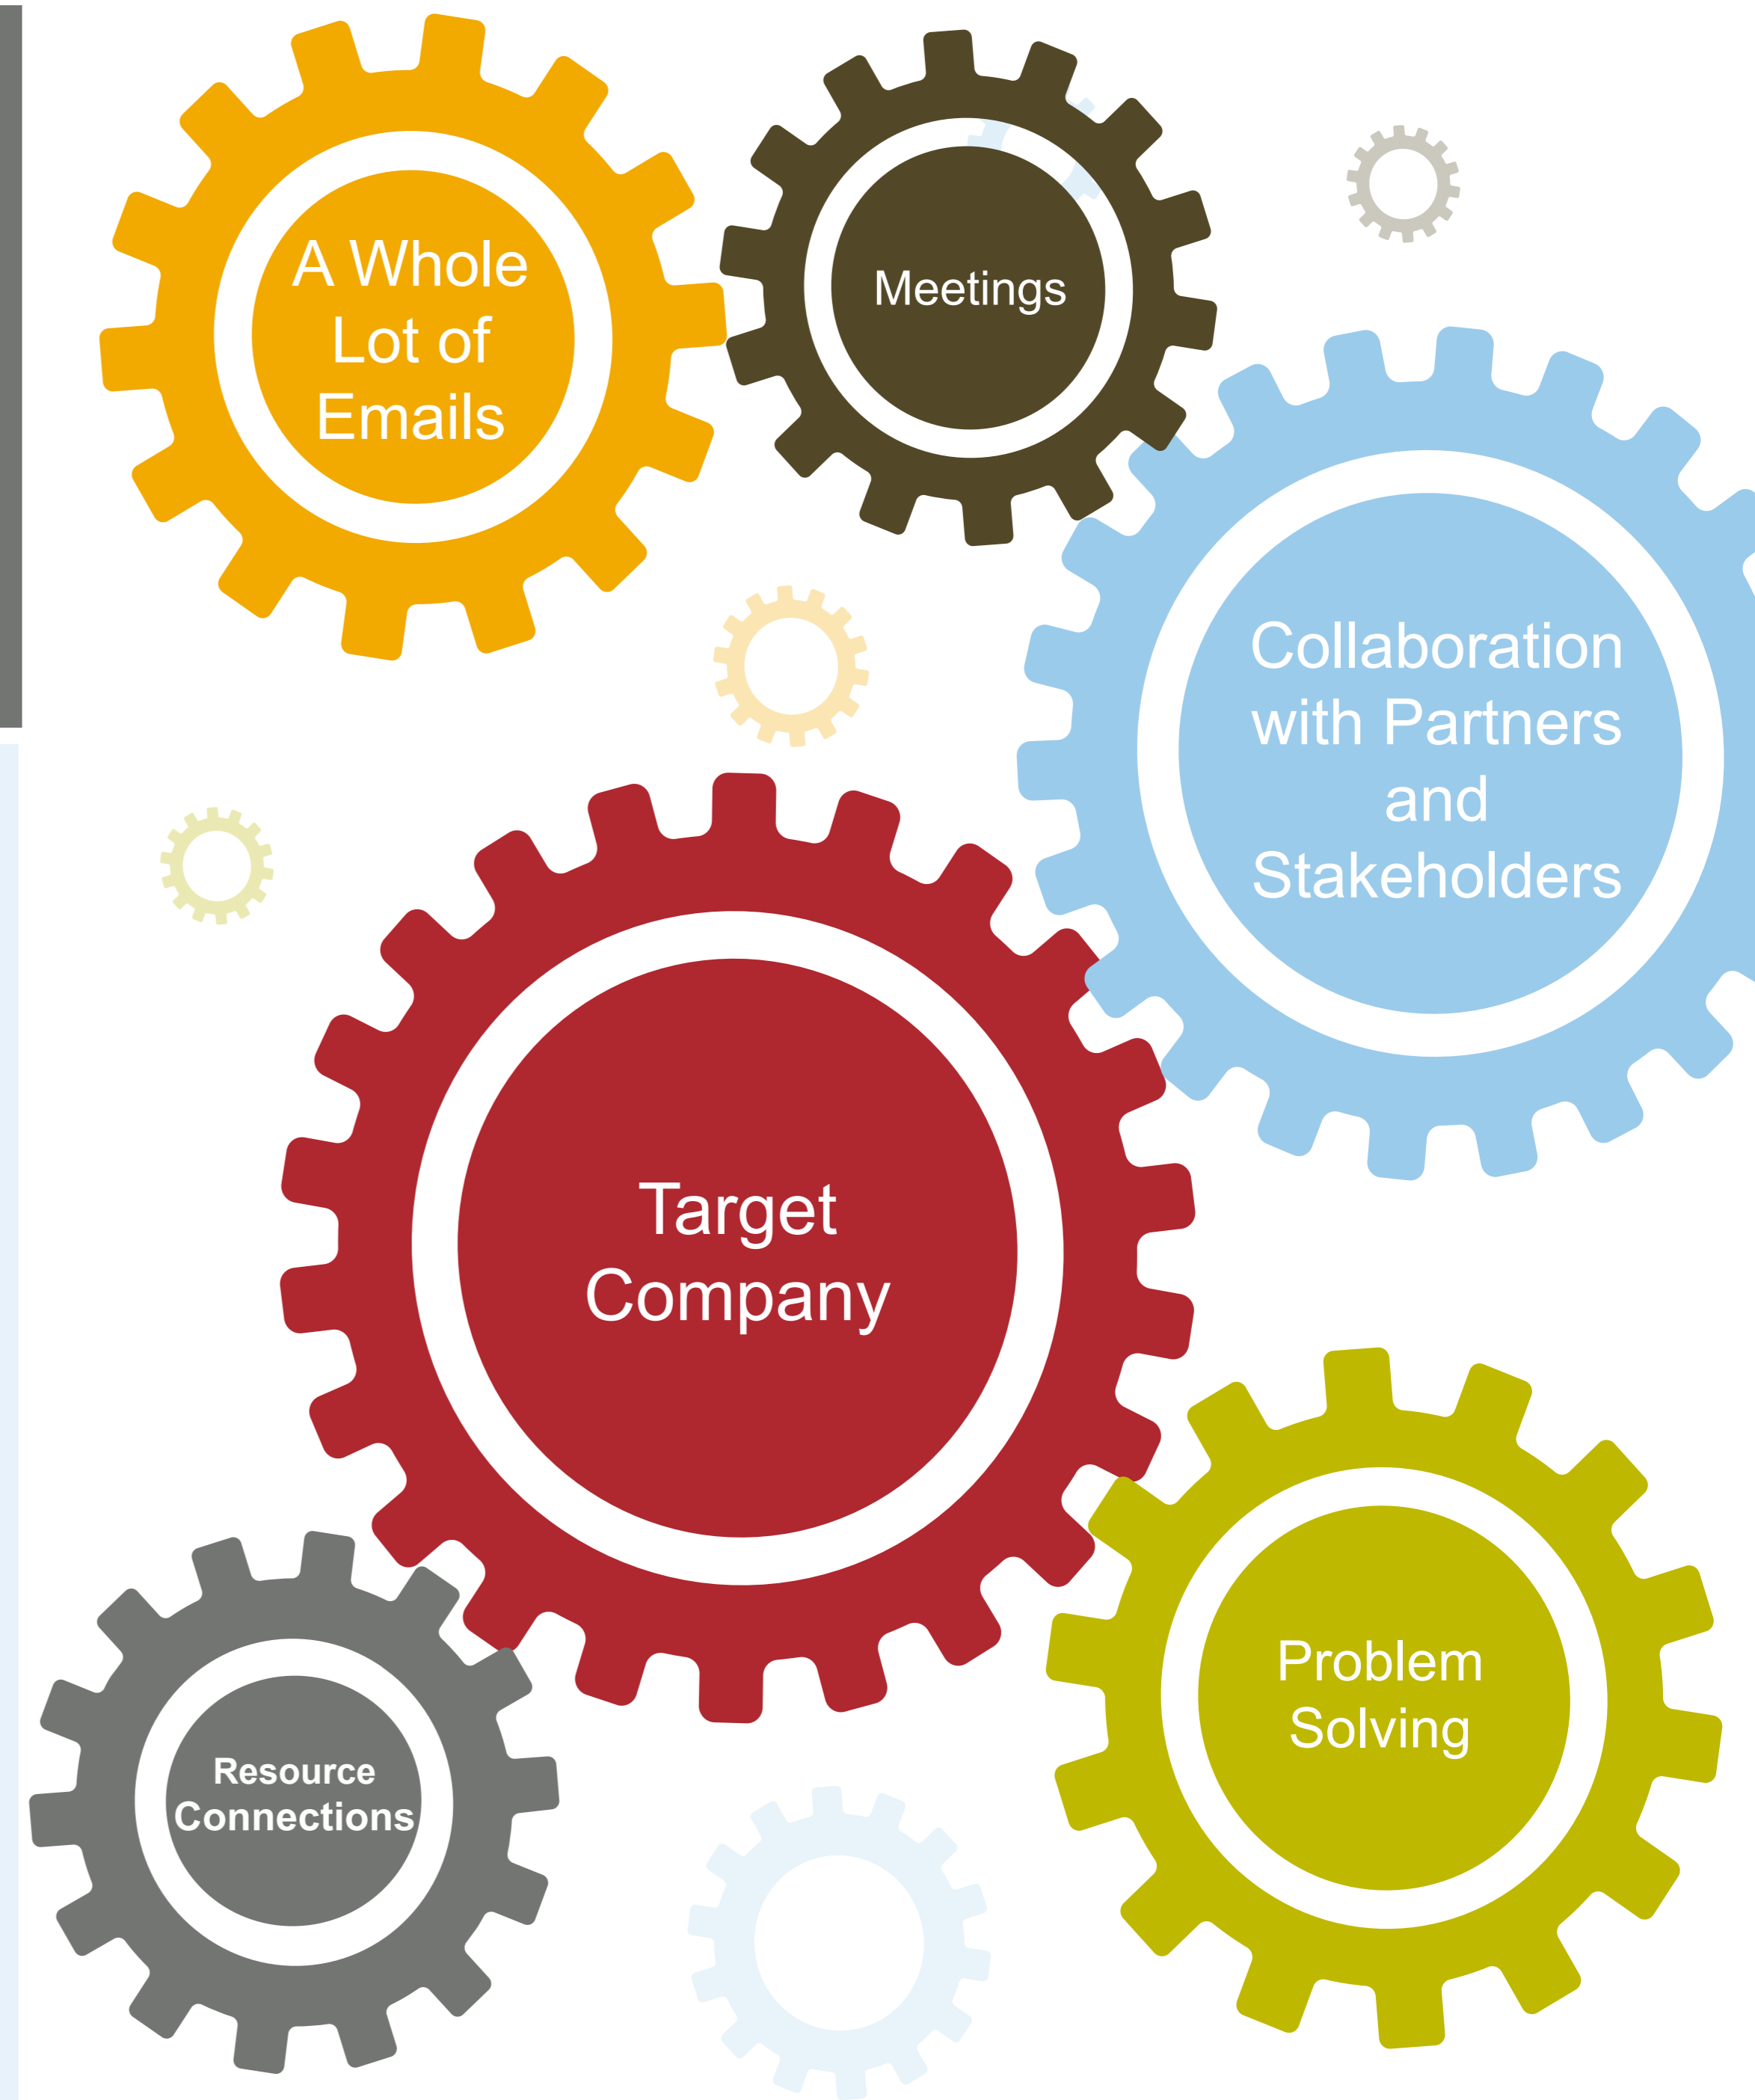 A Whole
Lot of
Emails
Meetings
Collaboration
with Partners
and
Stakeholders
Target
Company
Problem
Solving
Resource
Connections